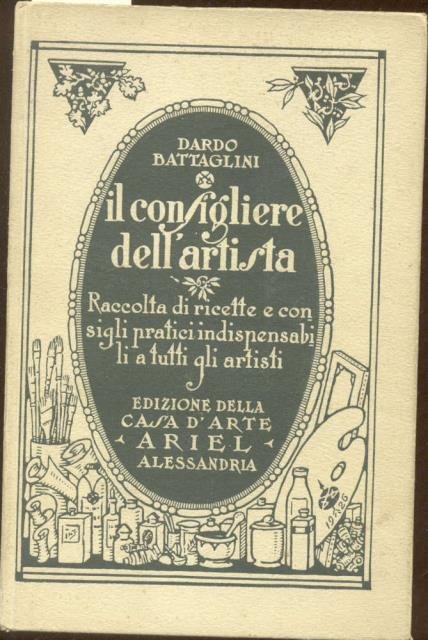 DARDO
BATTAGLINI
il consigliere
dell'artista
Raccolta di ricette e con
sigli pratici indispensabi
li a tutti gli artisti
EDIZIONE DELLA
CASA D'ARTE
ARIEL
ALESSANDRIA